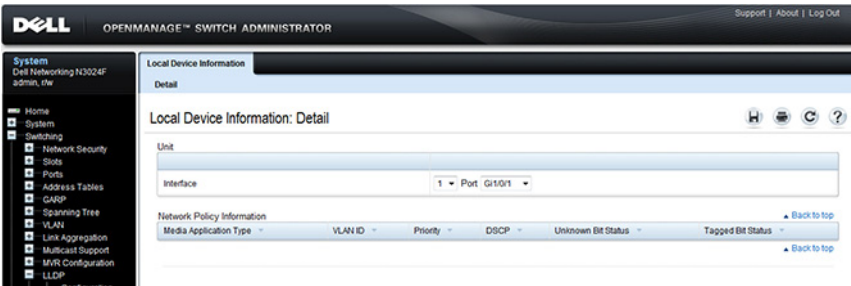 Support | About | Log Out
DELL OPENMANAGE™ SWITCH ADMINISTRATOR
System
Dell Networking N3024F
admin, r/w
Home
System
Switching
Network Security
Slots
Ports
Address Tables
GARP
Spanning Tree
VLAN
Link Aggregation
Multicast Support
MVR Configuration
LLDP
Local Device Information
Detail
Local Device Information: Detail
?
Unit
Interface 1 Port Gi1/0/1
Back to top
Network Policy Information
Media Application Type VLAN ID Priority DSCP Unknown Bit Status Tagged Bit Status
Back to top